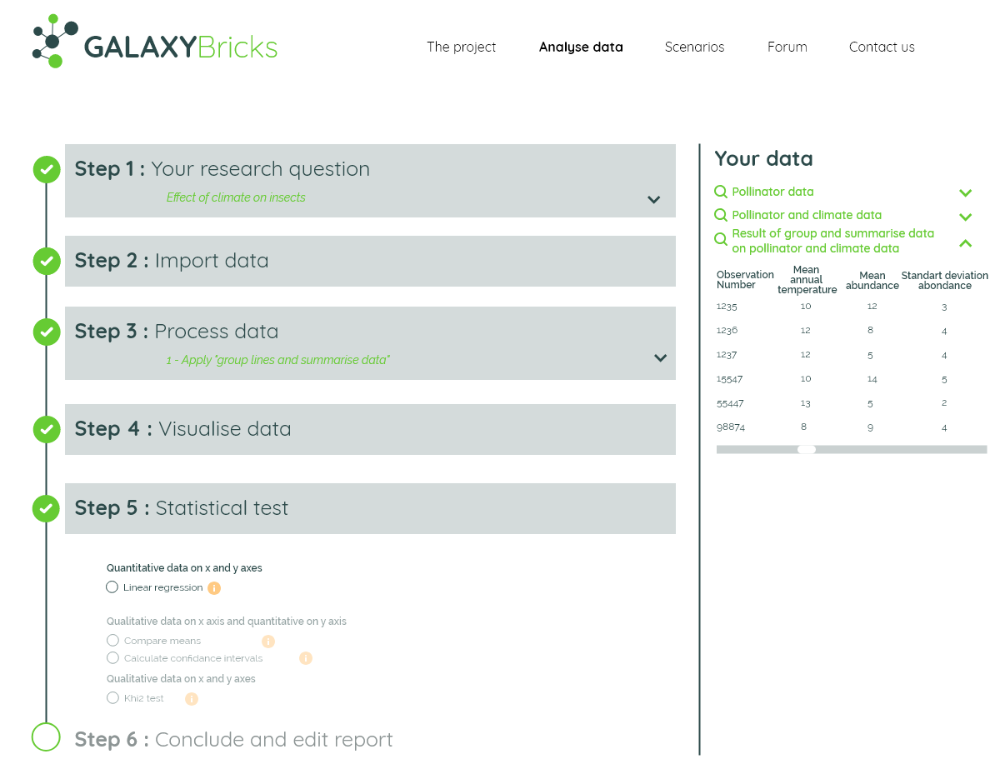 GALAXYBricks
The project
Analyse data
Scenarios
Forum
Contact us
Step 1 : Your research question
Effect of climate on insects
Step 2 : Import data
Step 3 : Process data
1 - Apply "group lines and summarise data"
Step 4 : Visualise data
Step 5 : Statistical test
Quantitative data on x and y axes
Linear regression i
Qualitative data on x axis and quantitative on y axis
Compare means i
Calculate confidance intervals i
Qualitative data on x and y axes
Khi2 test i
Step 6 : Conclude and edit report
Your data
Pollinator data
Pollinator and climate data
Result of group and summarise data
on pollinator and climate data
Observation Number
Mean annual temperature
Mean abundance
Standart deviation abondance
1235 10 12 3
1236 12 8 4
1237 12 5 4
15547 10 14 5
55447 13 5 2
98874 8 9 4